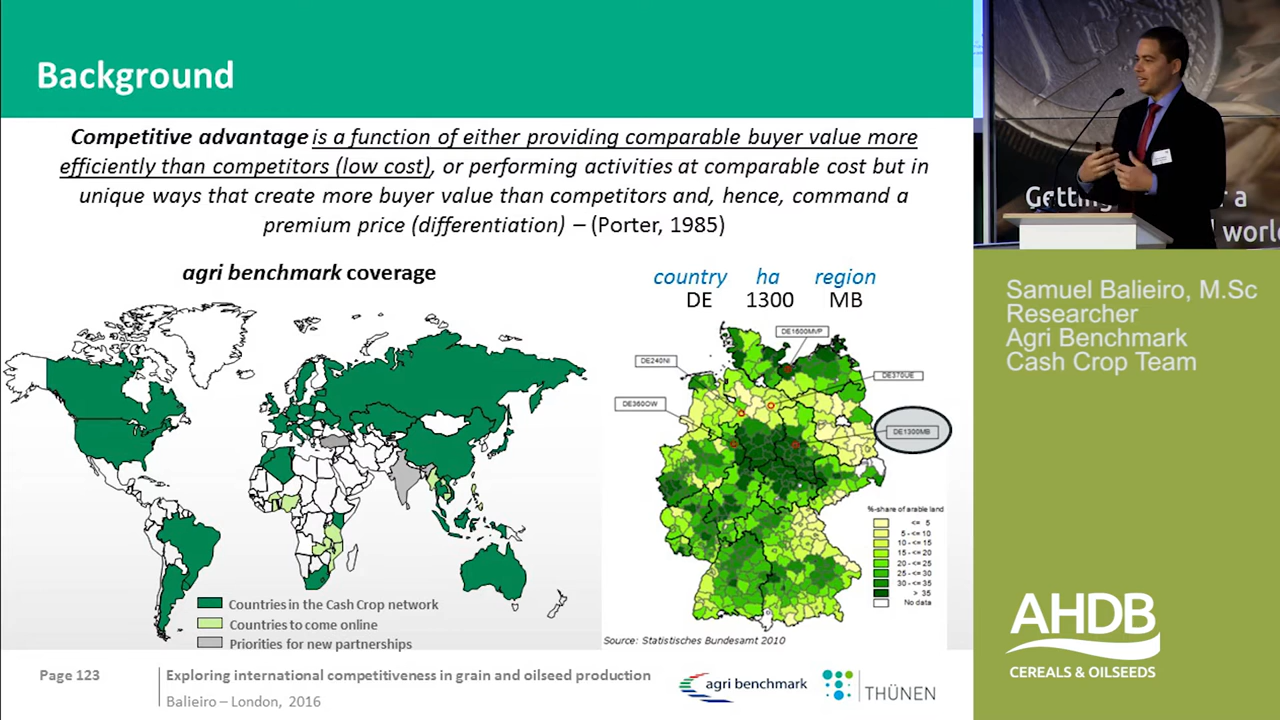 Background
Competitive advantage is a function of either providing comparable buyer value more
efficiently than competitors (low cost), or performing activities at comparable cost but in
unique ways that create more buyer value than competitors and, hence, command a
premium price (differentiation) – (Porter, 1985)
agri benchmark coverage
country ha region
DE 1300 MB
DE1600MVP
DE240NI
DE370UE
DE360OW
DE1300MB
%-share of arable land
<= 5
5 - <= 10
10 - <= 15
15 - <= 20
20 - <= 25
25 - <= 30
30 - <= 35
> 35
No data
Countries in the Cash Crop network
Countries to come online
Priorities for new partnerships
Source: Statistisches Bundesamt 2010
Page 123
Exploring international competitiveness in grain and oilseed production
Balieiro – London, 2016
agri benchmark
THÜNEN
a
world
Samuel Balieiro, M.Sc
Researcher
Agri Benchmark
Cash Crop Team
AHDB
CEREALS & OILSEEDS